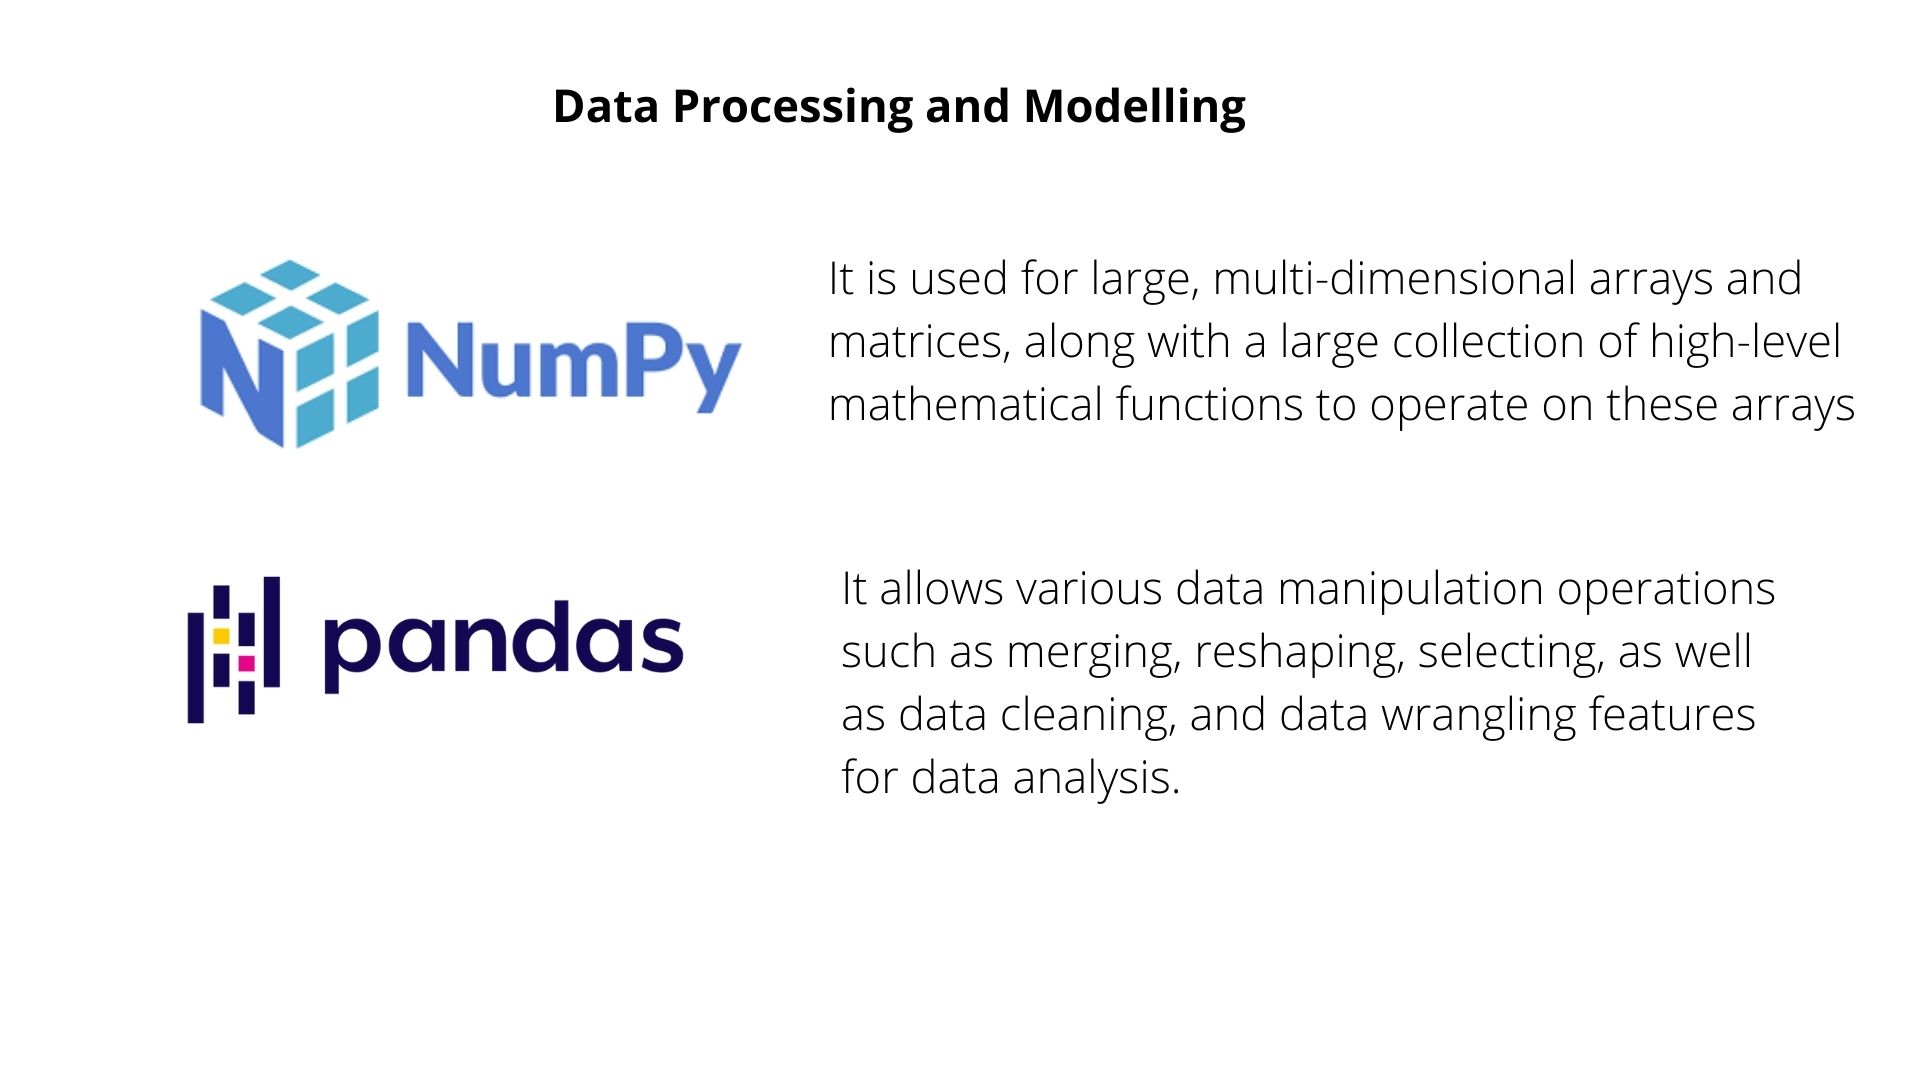 Data Processing and Modelling
NumPy
It is used for large, multi-dimensional arrays and
matrices, along with a large collection of high-level
mathematical functions to operate on these arrays
pandas
It allows various data manipulation operations
such as merging, reshaping, selecting, as well
as data cleaning, and data wrangling features
for data analysis.